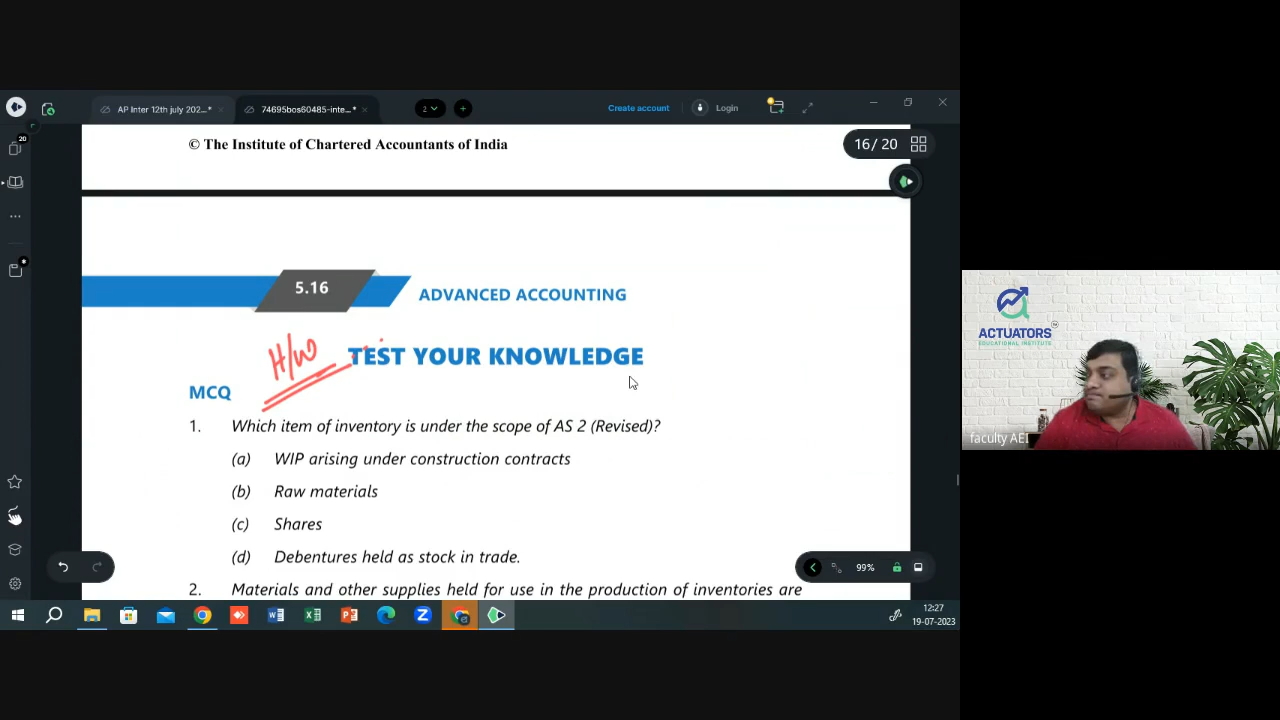 AP Inter 12th july 202...*
74695bos60485-inte...*
2
Create account
Login
20
© The Institute of Chartered Accountants of India
16/ 20
5.16
ADVANCED ACCOUNTING
H/W
TEST YOUR KNOWLEDGE
MCQ
1. Which item of inventory is under the scope of AS 2 (Revised)?
(a) WIP arising under construction contracts
(b) Raw materials
(c) Shares
(d) Debentures held as stock in trade.
2. Materials and other supplies held for use in the production of inventories are
99%
12:27
19-07-2023
ACTUATORS
EDUCATIONAL INSTITUTE
faculty AEI